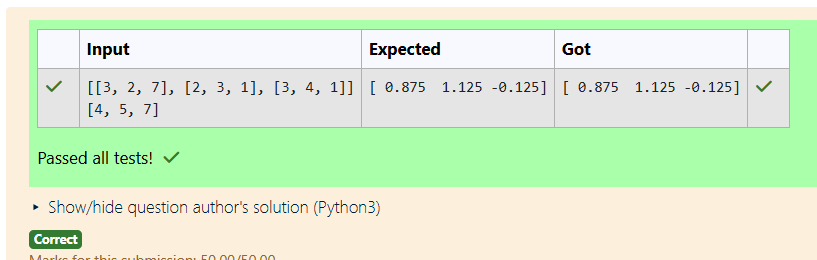 Input Expected Got
[[3, 2, 7], [2, 3, 1], [3, 4, 1]] [ 0.875 1.125 -0.125] [ 0.875 1.125 -0.125]
[4, 5, 7]
Passed all tests!
Show/hide question author's solution (Python3)
Correct
Marks for this submission: 50.00/50.00.